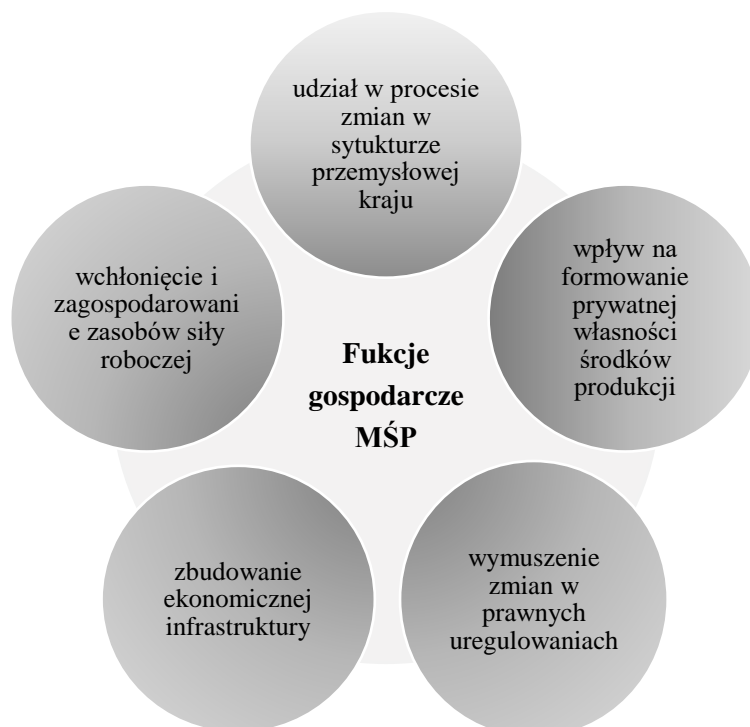 udział w procesie
zmian w
sytukturze
przemysłowej
kraju
wpływ na
formowanie
prywatnej
własności
środków
produkcji
wymuszenie
zmian w
prawnych
uregulowaniach
zbudowanie
ekonomicznej
infrastruktury
wchłonięcie i
zagospodarowani
e zasobów siły
roboczej
Fukcje
gospodarcze
MŚP